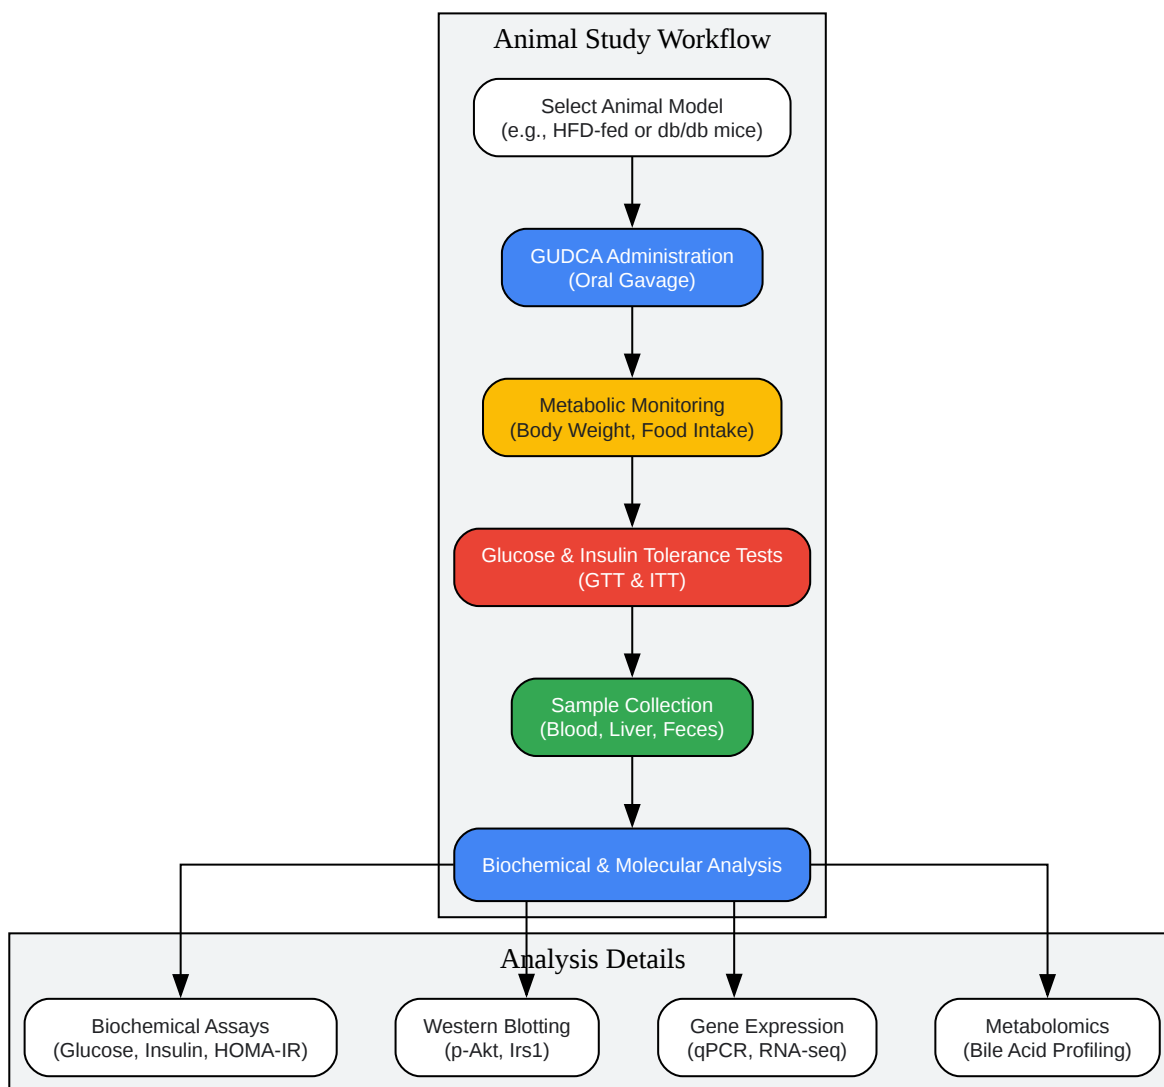 Animal Study Workflow
Select Animal Model
(e.g., HFD-fed or db/db mice)
GUDCA Administration
(Oral Gavage)
Metabolic Monitoring
(Body Weight, Food Intake)
Glucose & Insulin Tolerance Tests
(GTT & ITT)
Sample Collection
(Blood, Liver, Feces)
Biochemical & Molecular Analysis
Analysis Details
Biochemical Assays
(Glucose, Insulin, HOMA-IR)
Western Blotting
(p-Akt, Irs1)
Gene Expression
(qPCR, RNA-seq)
Metabolomics
(Bile Acid Profiling)